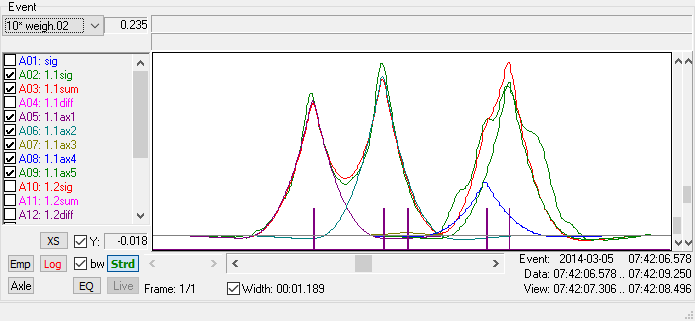 Event
10* weigh.02 0.235
A01: sig
A02: 1.1sig
A03: 1.1sum
A04: 1.1diff
A05: 1.1ax1
A06: 1.1ax2
A07: 1.1ax3
A08: 1.1ax4
A09: 1.1ax5
A10: 1.2sig
A11: 1.2sum
A12: 1.2diff
XS Y: -0.018
Emp Log bw Strd
Axle EQ Live Frame: 1/1 Width: 00:01.189
Event: 2014-03-05 07:42:06.578
Data: 07:42:06.578 .. 07:42:09.250
View: 07:42:07.306 .. 07:42:08.496